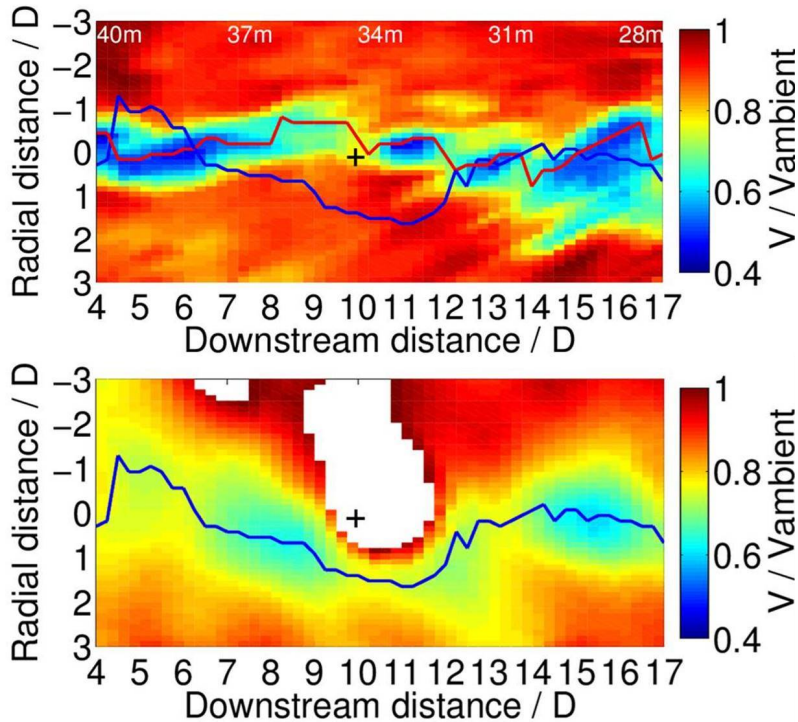 40m 37m 34m 31m 28m
−3
−2
−1
0
1
2
3
Radial distance / D
4 5 6 7 8 9 10 11 12 13 14 15 16 17
Downstream distance / D
1
0.8
0.6
0.4
V / Vambient
−3
−2
−1
0
1
2
3
Radial distance / D
4 5 6 7 8 9 10 11 12 13 14 15 16 17
Downstream distance / D
1
0.8
0.6
0.4
V / Vambient